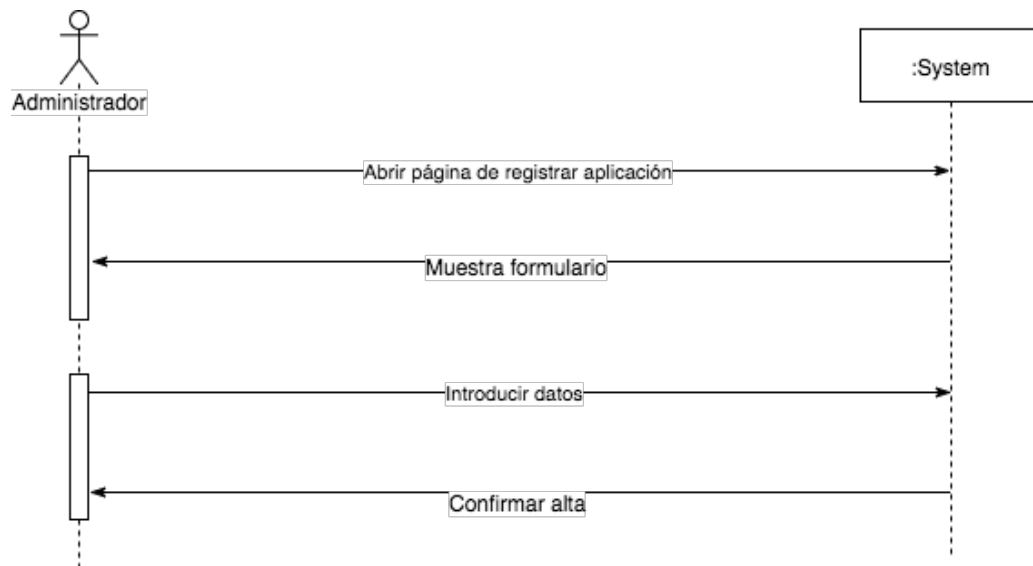 Administrador
:System
Abrir página de registrar aplicación
Muestra formulario
Introducir datos
Confirmar alta